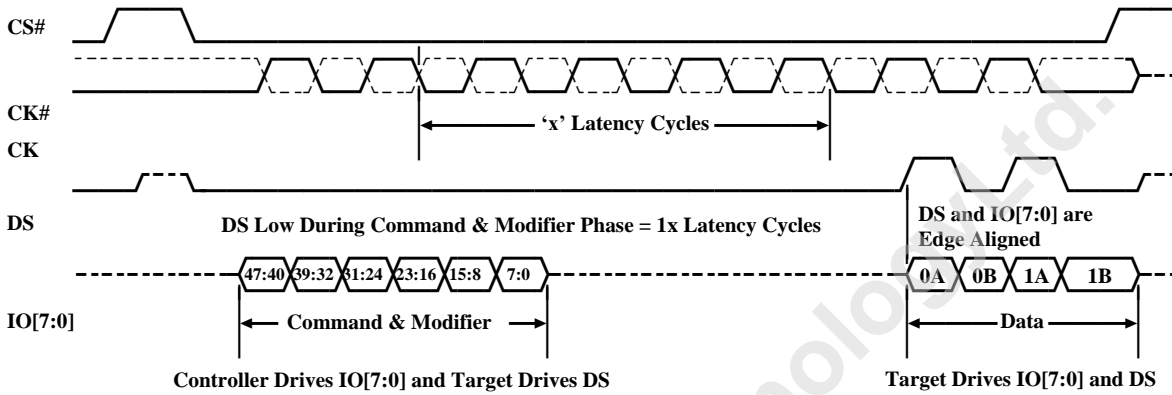 CS#
CK#
‘x’ Latency Cycles
CK
DS
DS Low During Command & Modifier Phase = 1x Latency Cycles
DS and IO[7:0] are
Edge Aligned
47:40 39:32 31:24 23:16 15:8 7:0
0A 0B 1A 1B
IO[7:0]
Command & Modifier
Data
Controller Drives IO[7:0] and Target Drives DS
Target Drives IO[7:0] and DS
nologyLtd.